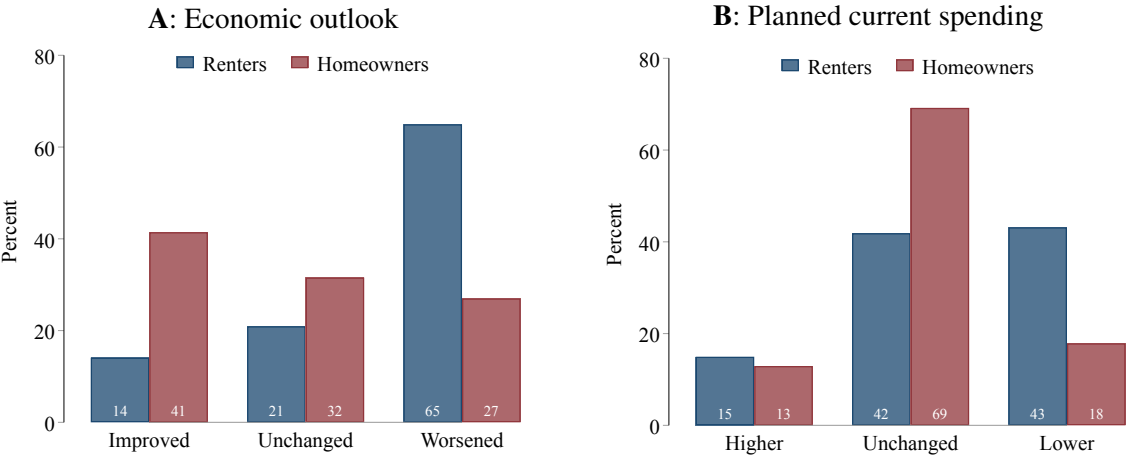 A: Economic outlook
Renters Homeowners
Percent
80
60
40
20
0
14 41 21 32 65 27
Improved Unchanged Worsened
B: Planned current spending
Renters Homeowners
Percent
80
60
40
20
0
15 13 42 69 43 18
Higher Unchanged Lower